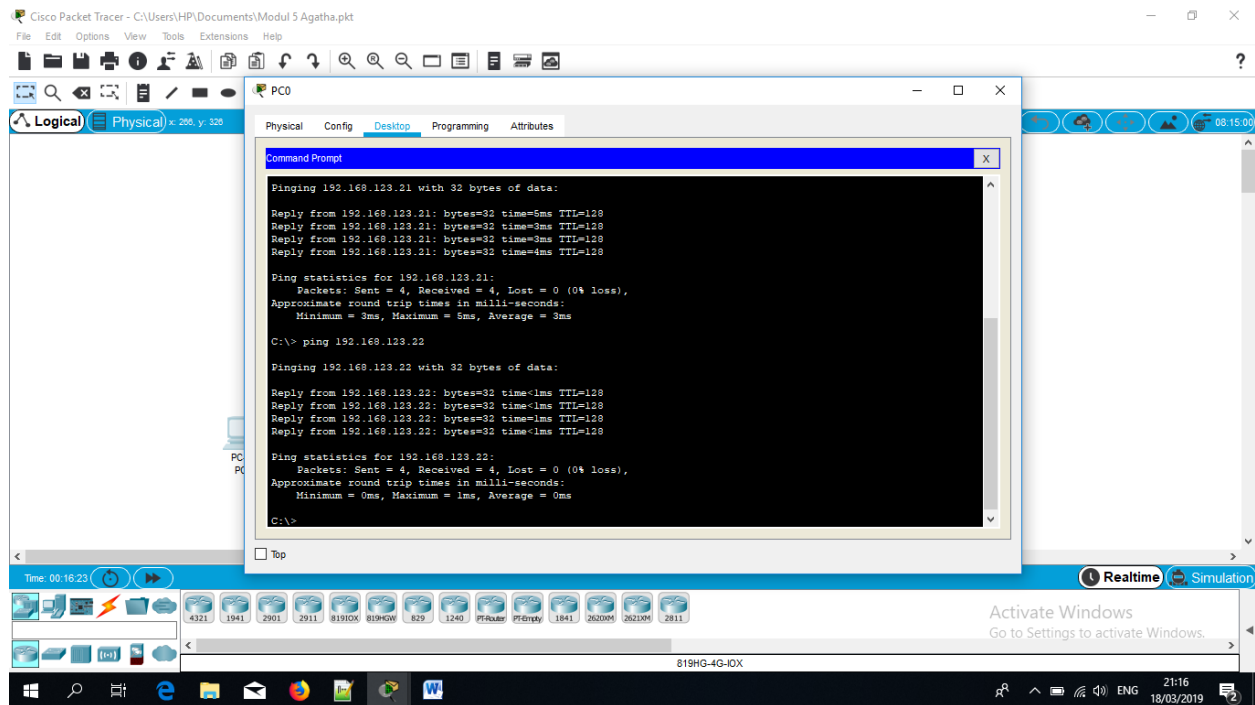 Cisco Packet Tracer - C:\Users\HP\Documents\Modul 5 Agatha.pkt
File Edit Options View Tools Extensions Help
?
PC0
Logical Physical x: 266, y: 326
08:15:00
Physical Config Desktop Programming Attributes
Command Prompt
X
Pinging 192.168.123.21 with 32 bytes of data:
Reply from 192.168.123.21: bytes=32 time=5ms TTL=128
Reply from 192.168.123.21: bytes=32 time=3ms TTL=128
Reply from 192.168.123.21: bytes=32 time=3ms TTL=128
Reply from 192.168.123.21: bytes=32 time=4ms TTL=128
Ping statistics for 192.168.123.21:
Packets: Sent = 4, Received = 4, Lost = 0 (0% loss),
Approximate round trip times in milli-seconds:
Minimum = 3ms, Maximum = 5ms, Average = 3ms
C:\> ping 192.168.123.22
Pinging 192.168.123.22 with 32 bytes of data:
Reply from 192.168.123.22: bytes=32 time<1ms TTL=128
Reply from 192.168.123.22: bytes=32 time<1ms TTL=128
Reply from 192.168.123.22: bytes=32 time=1ms TTL=128
Reply from 192.168.123.22: bytes=32 time<1ms TTL=128
Ping statistics for 192.168.123.22:
Packets: Sent = 4, Received = 4, Lost = 0 (0% loss),
Approximate round trip times in milli-seconds:
Minimum = 0ms, Maximum = 1ms, Average = 0ms
C:\>
PC
PC
Top
Time: 00:16:23
Realtime Simulation
4321 1941 2901 2911 819IOX 819HGW 829 1240 PT-Router PT-Empty 1841 2620XM 2621XM 2811
819HG-4G-IOX
Activate Windows
Go to Settings to activate Windows.
ENG
21:16
18/03/2019
2